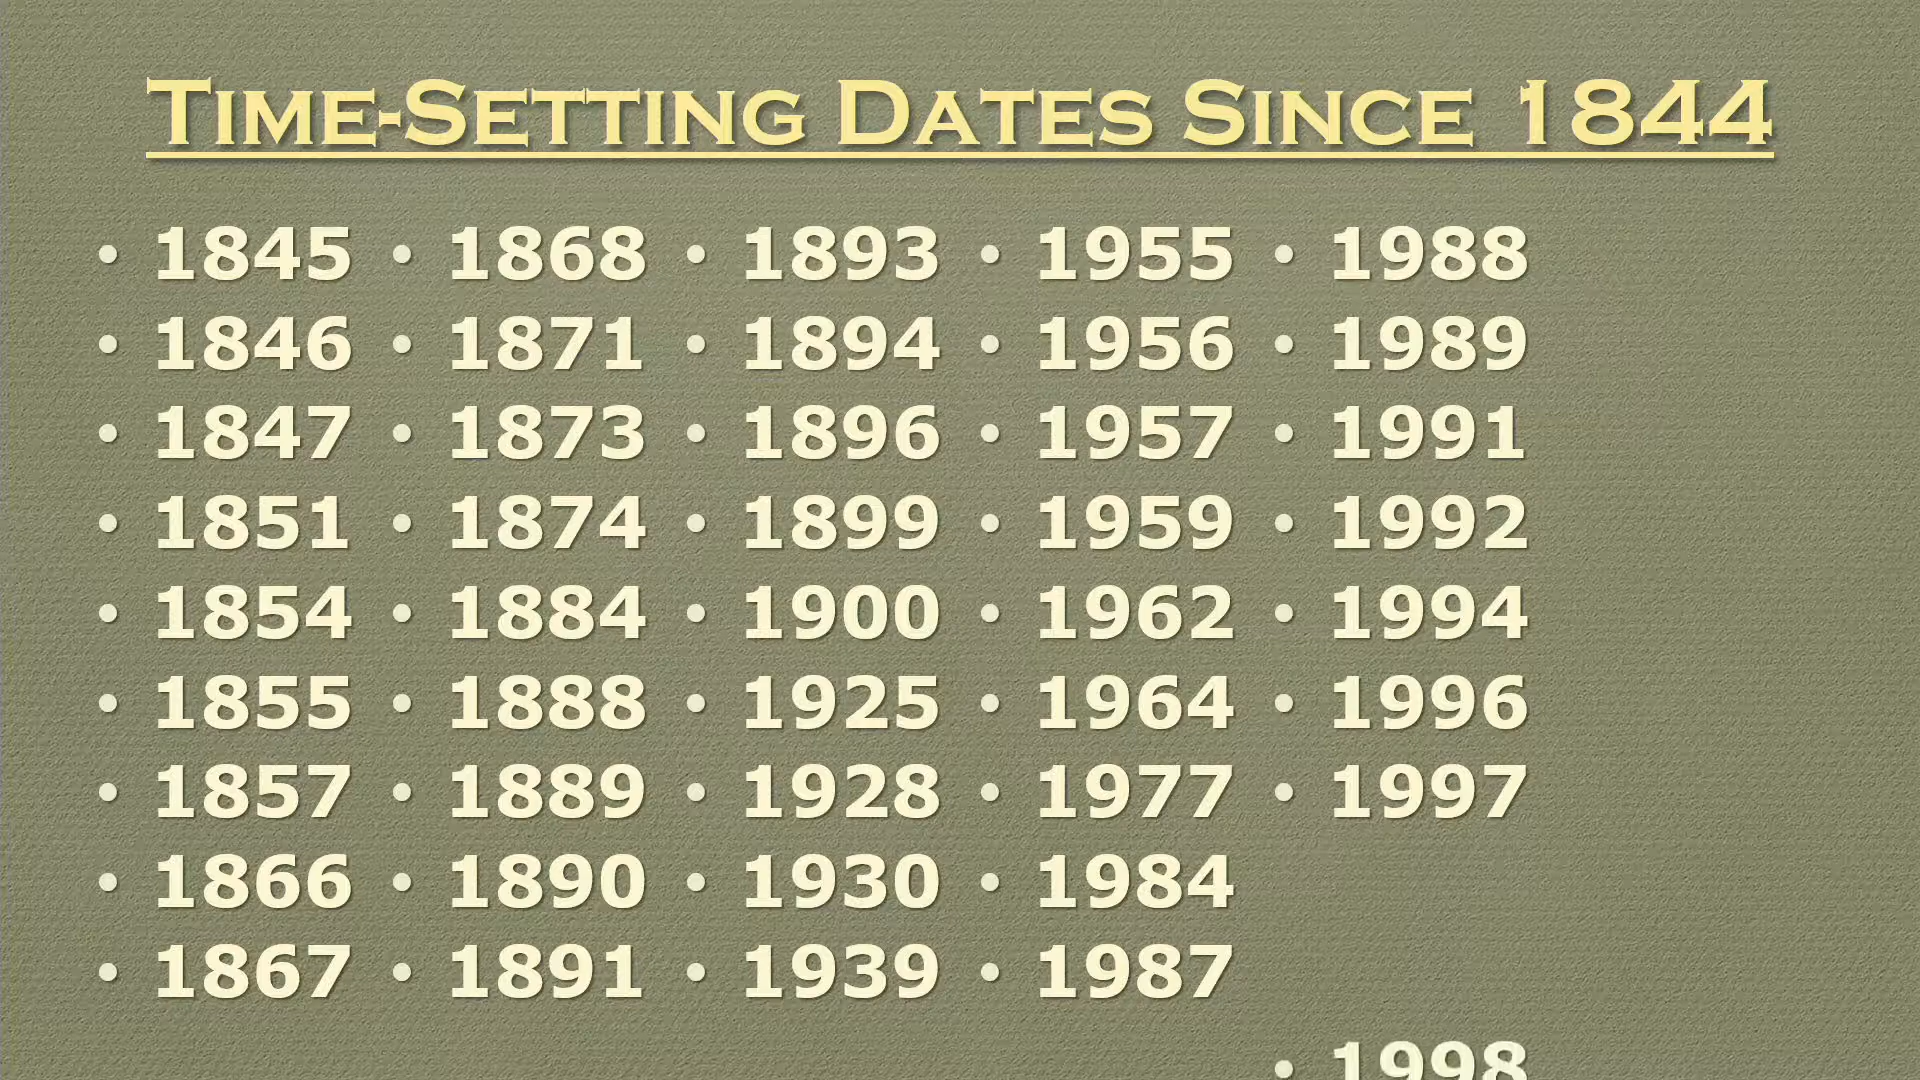 Time-Setting Dates Since 1844
• 1845 • 1868 • 1893 • 1955 • 1988
• 1846 • 1871 • 1894 • 1956 • 1989
• 1847 • 1873 • 1896 • 1957 • 1991
• 1851 • 1874 • 1899 • 1959 • 1992
• 1854 • 1884 • 1900 • 1962 • 1994
• 1855 • 1888 • 1925 • 1964 • 1996
• 1857 • 1889 • 1928 • 1977 • 1997
• 1866 • 1890 • 1930 • 1984
• 1867 • 1891 • 1939 • 1987
• 1998